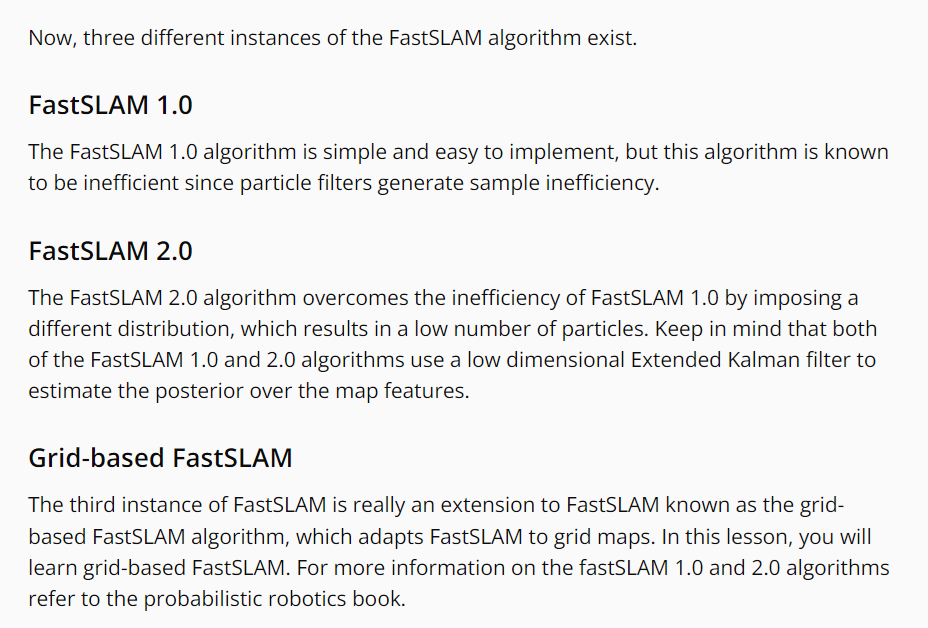 Now, three different instances of the FastSLAM algorithm exist.
FastSLAM 1.0
The FastSLAM 1.0 algorithm is simple and easy to implement, but this algorithm is known
to be inefficient since particle filters generate sample inefficiency.
FastSLAM 2.0
The FastSLAM 2.0 algorithm overcomes the inefficiency of FastSLAM 1.0 by imposing a
different distribution, which results in a low number of particles. Keep in mind that both
of the FastSLAM 1.0 and 2.0 algorithms use a low dimensional Extended Kalman filter to
estimate the posterior over the map features.
Grid-based FastSLAM
The third instance of FastSLAM is really an extension to FastSLAM known as the grid-
based FastSLAM algorithm, which adapts FastSLAM to grid maps. In this lesson, you will
learn grid-based FastSLAM. For more information on the fastSLAM 1.0 and 2.0 algorithms
refer to the probabilistic robotics book.